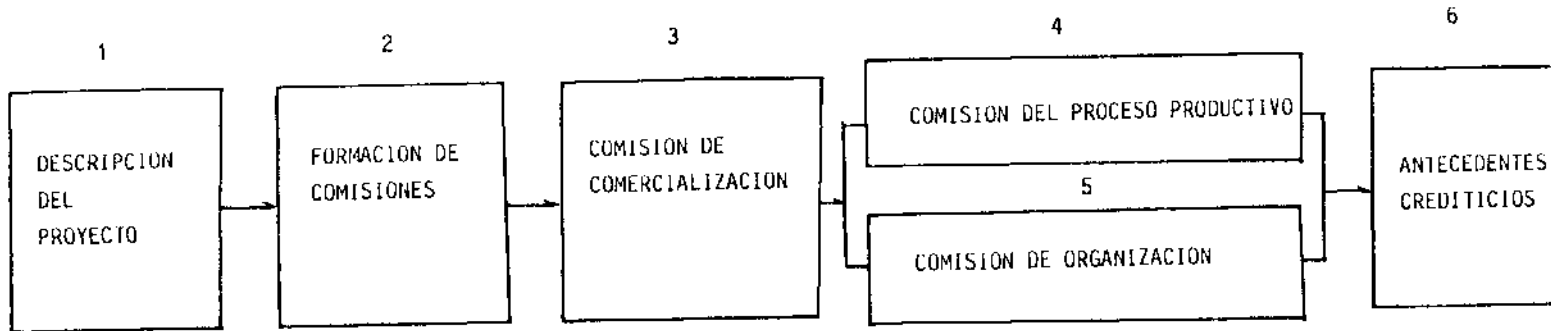 1
DESCRIPCION
DEL
PROYECTO
2
FORMACION DE
COMISIONES
3
COMISION DE
COMERCIALIZACION
4
COMISION DEL PROCESO PRODUCTIVO
5
COMISION DE ORGANIZACION
6
ANTECEDENTES
CREDITICIOS